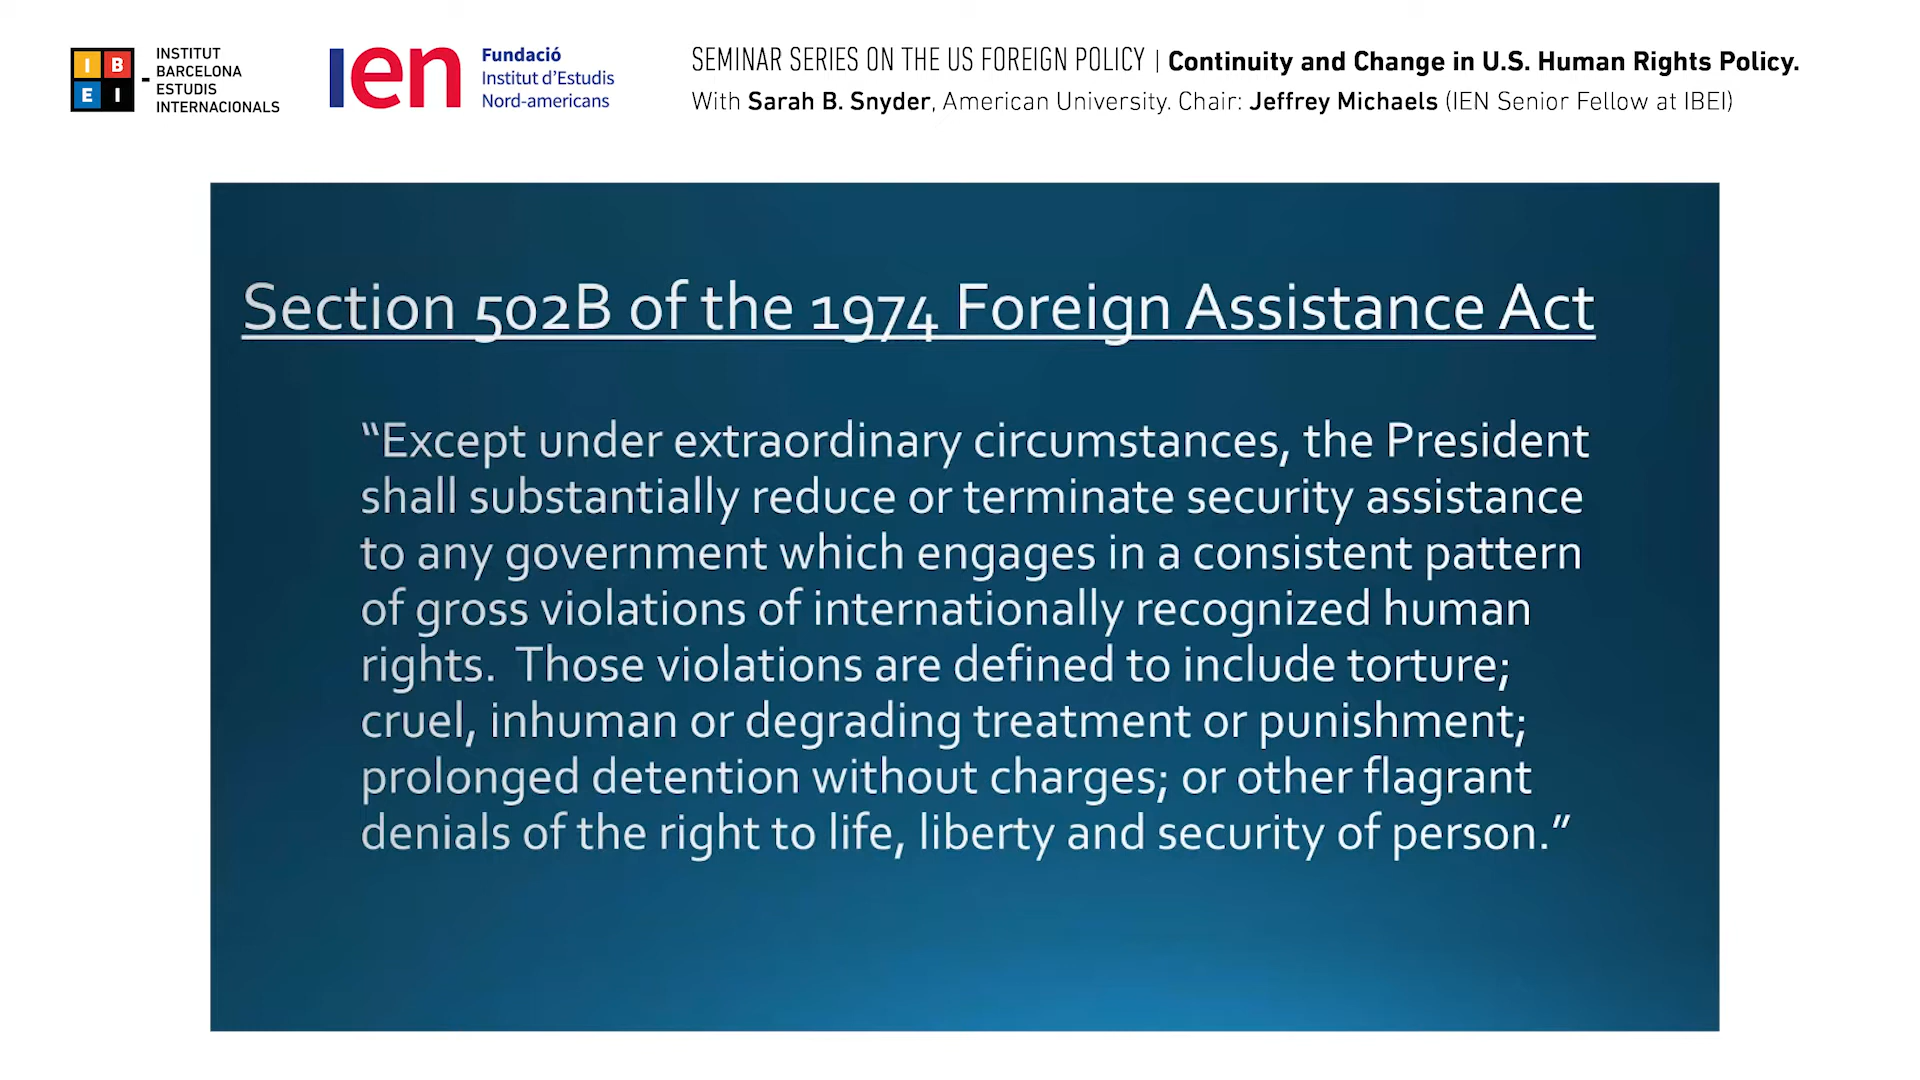 I B E I
INSTITUT
BARCELONA
ESTUDIS
INTERNACIONALS
ien
Fundació
Institut d'Estudis
Nord-americans
SEMINAR SERIES ON THE US FOREIGN POLICY | Continuity and Change in U.S. Human Rights Policy.
With Sarah B. Snyder, American University. Chair: Jeffrey Michaels (IEN Senior Fellow at IBEI)
Section 502B of the 1974 Foreign Assistance Act
“Except under extraordinary circumstances, the President
shall substantially reduce or terminate security assistance
to any government which engages in a consistent pattern
of gross violations of internationally recognized human
rights.  Those violations are defined to include torture;
cruel, inhuman or degrading treatment or punishment;
prolonged detention without charges; or other flagrant
denials of the right to life, liberty and security of person.”